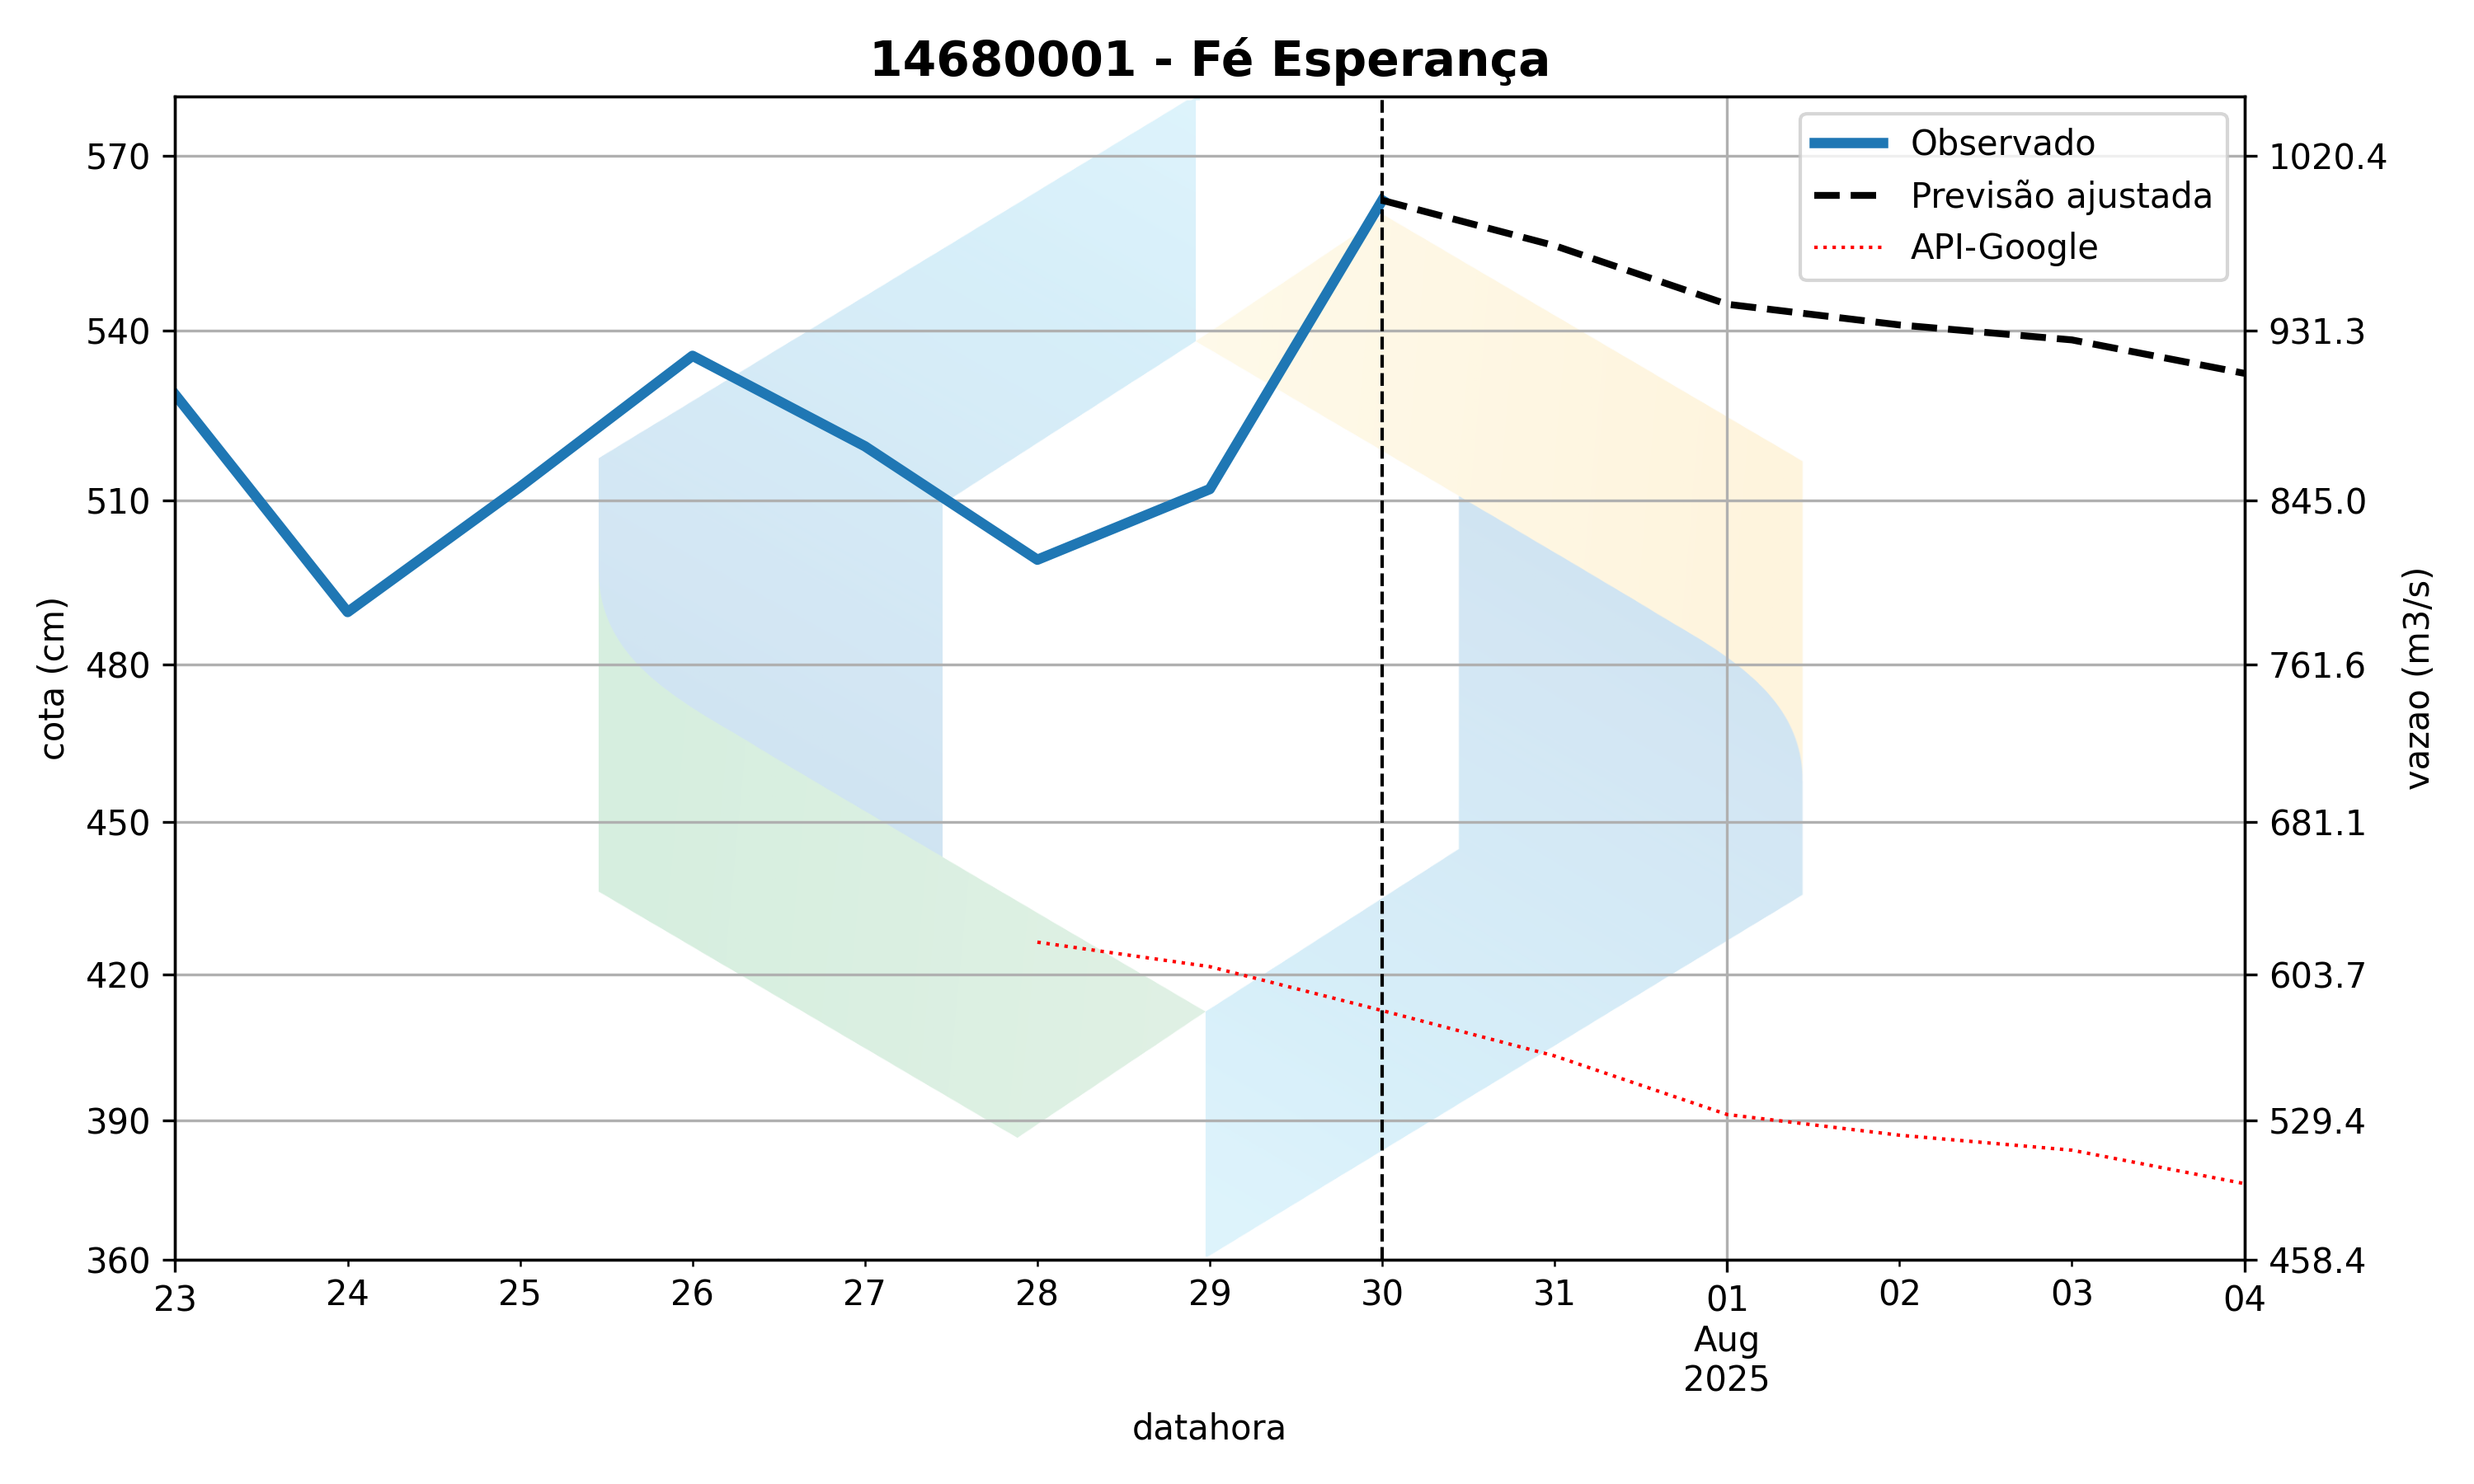 14680001 - Fé Esperança
Observado
Previsão ajustada
API-Google
570
540
510
480
450
420
390
360
cota (cm)
1020.4
931.3
845.0
761.6
681.1
603.7
529.4
458.4
vazao (m3/s)
23 24 25 26 27 28 29 30 31 01 02 03 04
Aug
2025
datahora